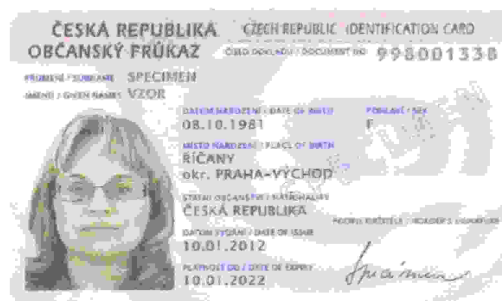 ČESKÁ REPUBLIKA
CZECH REPUBLIC IDENTIFICATION CARD
OBČANSKÝ PRŮKAZ
ČÍSLO DOKLADU / DOCUMENT NO. 998001338
PŘÍJMENÍ / SURNAME SPECIMEN
JMÉNO / GIVEN NAMES VZOR
DATUM NAROZENÍ / DATE OF BIRTH POHLAVÍ / SEX
08.10.1981 F
MÍSTO NAROZENÍ / PLACE OF BIRTH
ŘÍČANY
okr. PRAHA-VÝCHOD
STÁTNÍ OBČANSTVÍ / NATIONALITY
ČESKÁ REPUBLIKA
PODPIS DRŽITELE / HOLDER'S SIGNATURE
DATUM VYDÁNÍ / DATE OF ISSUE
10.01.2012
PLATNOST DO / DATE OF EXPIRY
10.01.2022
Specimen